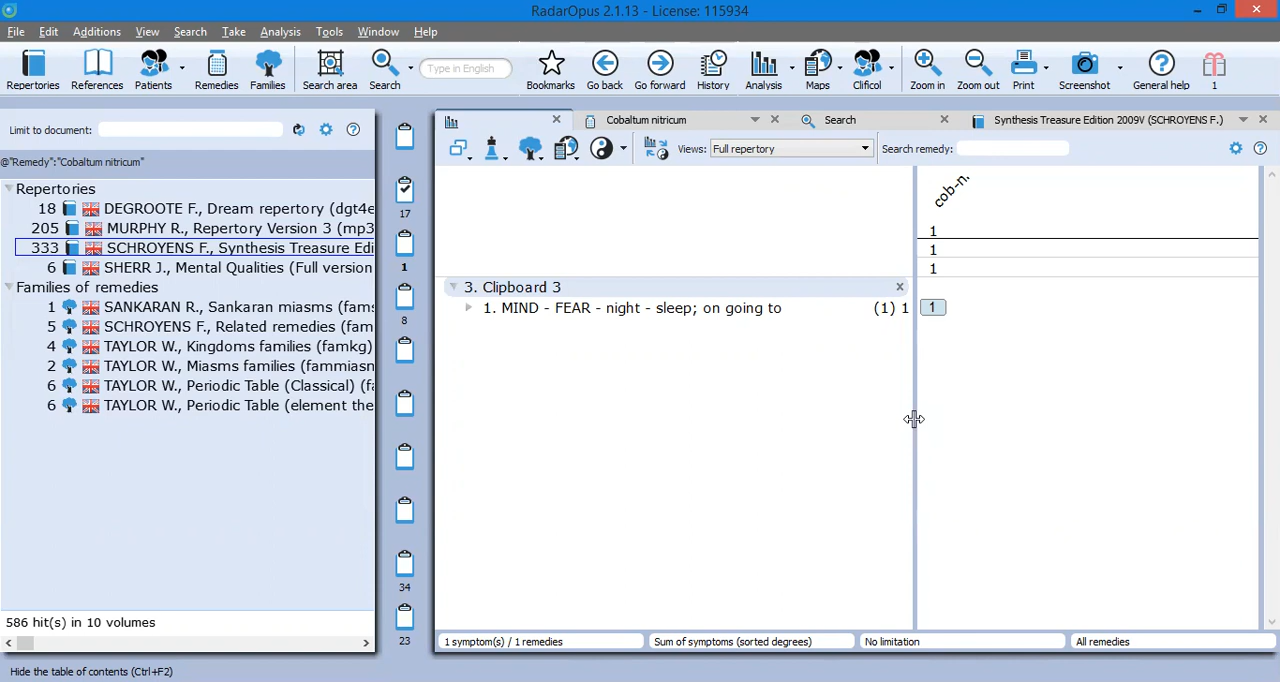 RadarOpus 2.1.13 - License: 115934
File Edit Additions View Search Take Analysis Tools Window Help
Type in English
Repertories References Patients Remedies Families Search area Search Bookmarks Go back Go forward History Analysis Maps Clificol Zoom in Zoom out Print Screenshot General help 1
Limit to document:
@"Remedy":"Cobaltum nitricum"
Repertories
18 DEGROOTE F., Dream repertory (dgt4e
205 MURPHY R., Repertory Version 3 (mp3
333 SCHROYENS F., Synthesis Treasure Edi
6 SHERR J., Mental Qualities (Full version
Families of remedies
1 SANKARAN R., Sankaran miasms (fams
5 SCHROYENS F., Related remedies (fam
4 TAYLOR W., Kingdoms families (famkg)
2 TAYLOR W., Miasms families (fammiasn
6 TAYLOR W., Periodic Table (Classical) (fa
6 TAYLOR W., Periodic Table (element the
586 hit(s) in 10 volumes
Hide the table of contents (Ctrl+F2)
17
1
8
34
23
Cobaltum nitricum Search Synthesis Treasure Edition 2009V (SCHROYENS F.)
Views: Full repertory Search remedy:
cob-n.
1
1
1
3. Clipboard 3
1. MIND - FEAR - night - sleep; on going to (1) 1 1
1 symptom(s) / 1 remedies Sum of symptoms (sorted degrees) No limitation All remedies